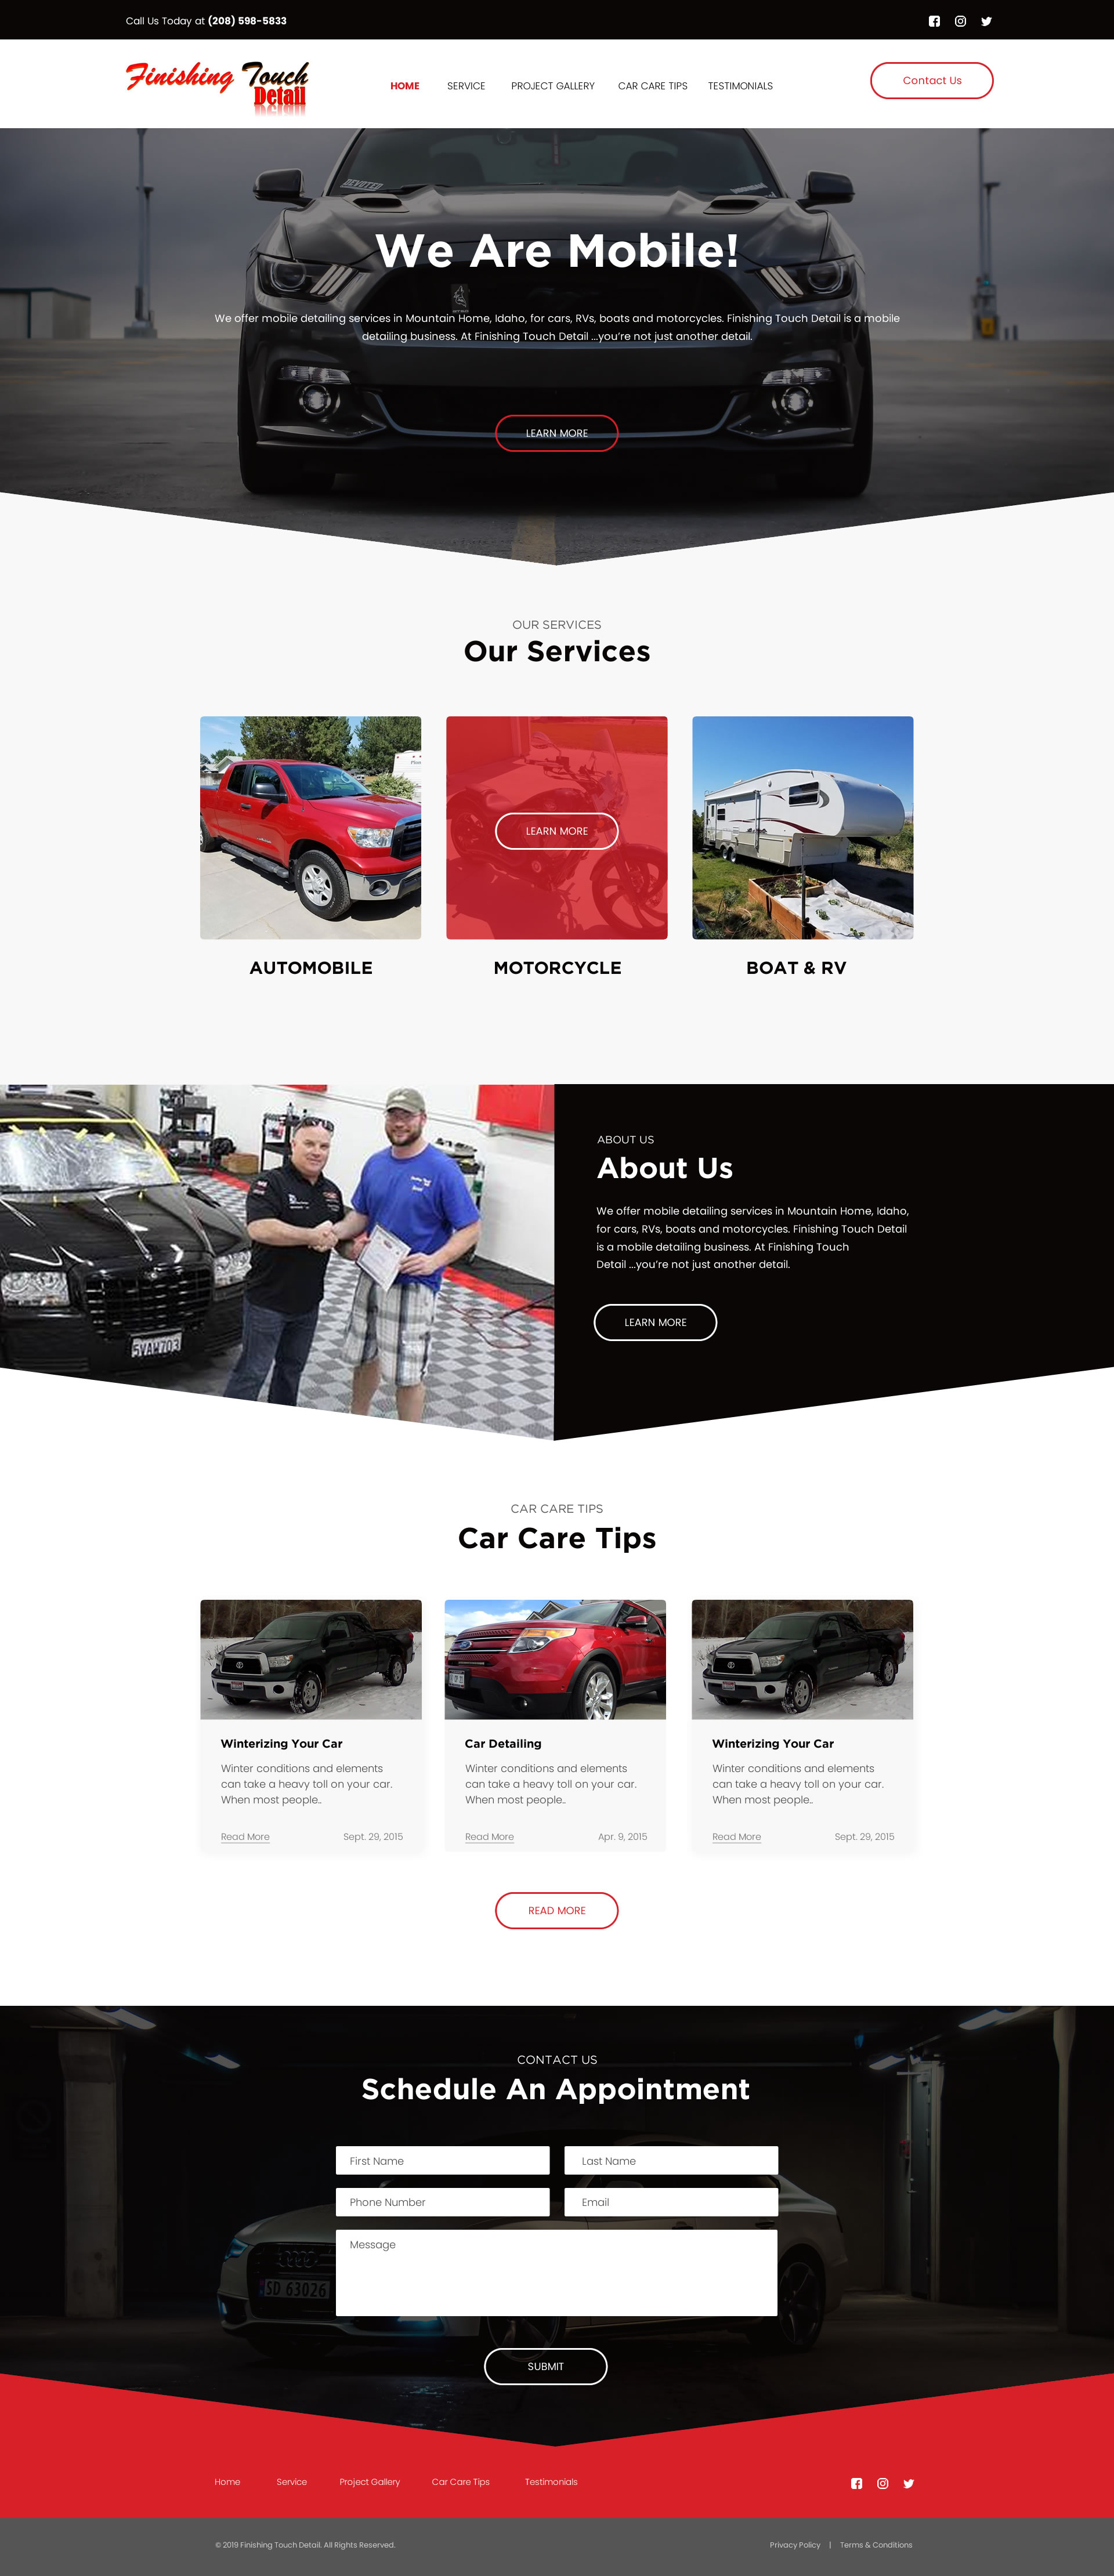 Call Us Today at (208) 598-5833
Finishing Touch
Detail
HOME SERVICE PROJECT GALLERY CAR CARE TIPS TESTIMONIALS
Contact Us
DEVOTED
We Are Mobile!
We offer mobile detailing services in Mountain Home, Idaho, for cars, RVs, boats and motorcycles. Finishing Touch Detail is a mobile
detailing business. At Finishing Touch Detail ...you're not just another detail.
LEARN MORE
OUR SERVICES
Our Services
LEARN MORE
AUTOMOBILE
MOTORCYCLE
BOAT & RV
5VAW703
ABOUT US
About Us
We offer mobile detailing services in Mountain Home, Idaho,
for cars, RVs, boats and motorcycles. Finishing Touch Detail
is a mobile detailing business. At Finishing Touch
Detail ...you're not just another detail.
LEARN MORE
CAR CARE TIPS
Car Care Tips
Winterizing Your Car
Winter conditions and elements
can take a heavy toll on your car.
When most people..
Read More Sept. 29, 2015
Car Detailing
Winter conditions and elements
can take a heavy toll on your car.
When most people..
Read More Apr. 9, 2015
Winterizing Your Car
Winter conditions and elements
can take a heavy toll on your car.
When most people..
Read More Sept. 29, 2015
READ MORE
CONTACT US
Schedule An Appointment
First Name
Last Name
Phone Number
Email
Message
SD 63026
SUBMIT
Home Service Project Gallery Car Care Tips Testimonials
© 2019 Finishing Touch Detail. All Rights Reserved.
Privacy Policy | Terms & Conditions